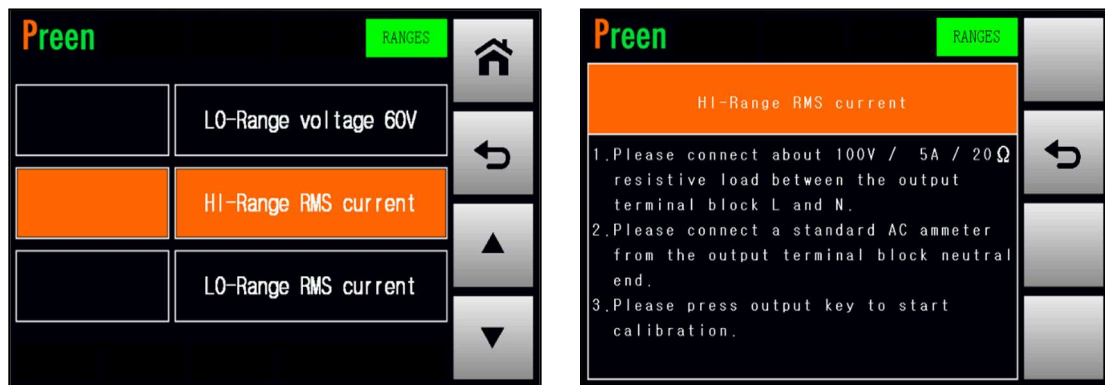 Preen
RANGES
LO-Range voltage 60V
HI-Range RMS current
LO-Range RMS current
Preen
RANGES
HI-Range RMS current
1.Please connect about 100V / 5A / 20Ω
resistive load between the output
terminal block L and N.
2.Please connect a standard AC ammeter
from the output terminal block neutral
end.
3.Please press output key to start
calibration.